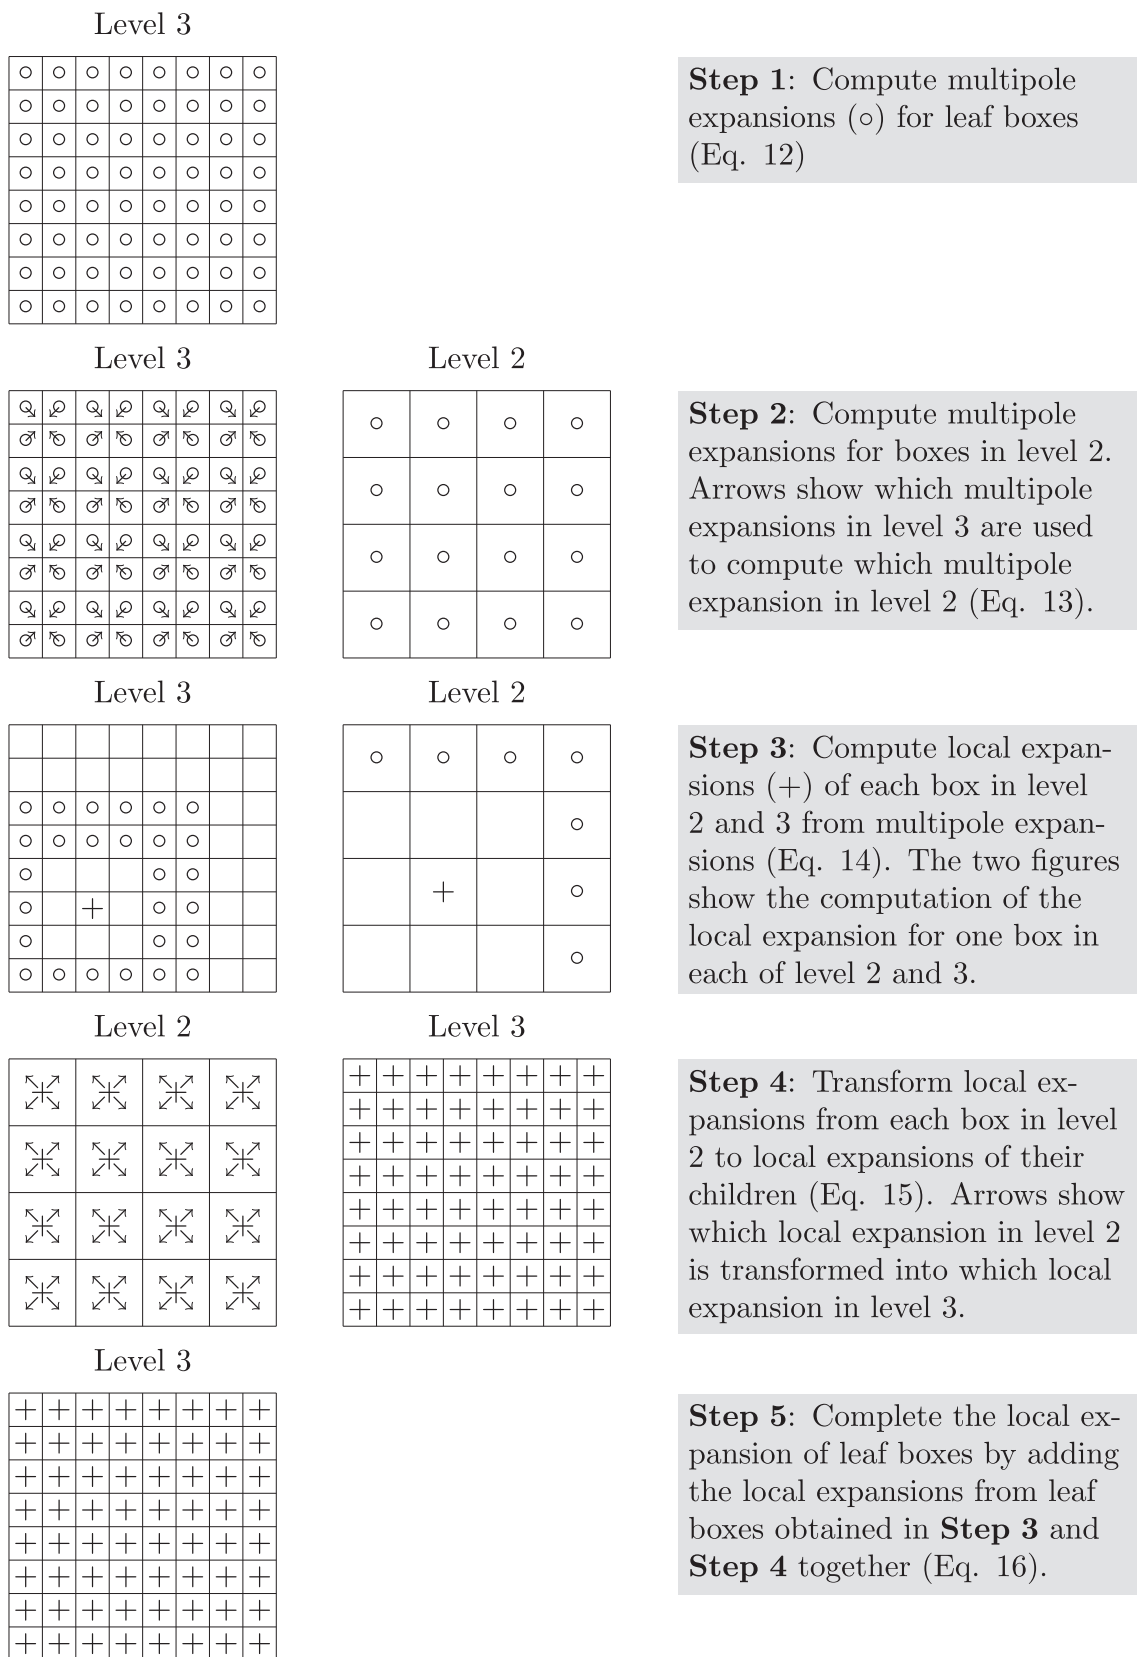 Level 3
Step 1: Compute multipole
expansions (○) for leaf boxes
(Eq. 12)
Level 3
Level 2
Step 2: Compute multipole
expansions for boxes in level 2.
Arrows show which multipole
expansions in level 3 are used
to compute which multipole
expansion in level 2 (Eq. 13).
Level 3
Level 2
Step 3: Compute local expan-
sions (+) of each box in level
2 and 3 from multipole expan-
sions (Eq. 14). The two figures
show the computation of the
local expansion for one box in
each of level 2 and 3.
Level 2
Level 3
Step 4: Transform local ex-
pansions from each box in level
2 to local expansions of their
children (Eq. 15). Arrows show
which local expansion in level 2
is transformed into which local
expansion in level 3.
Level 3
Step 5: Complete the local ex-
pansion of leaf boxes by adding
the local expansions from leaf
boxes obtained in Step 3 and
Step 4 together (Eq. 16).